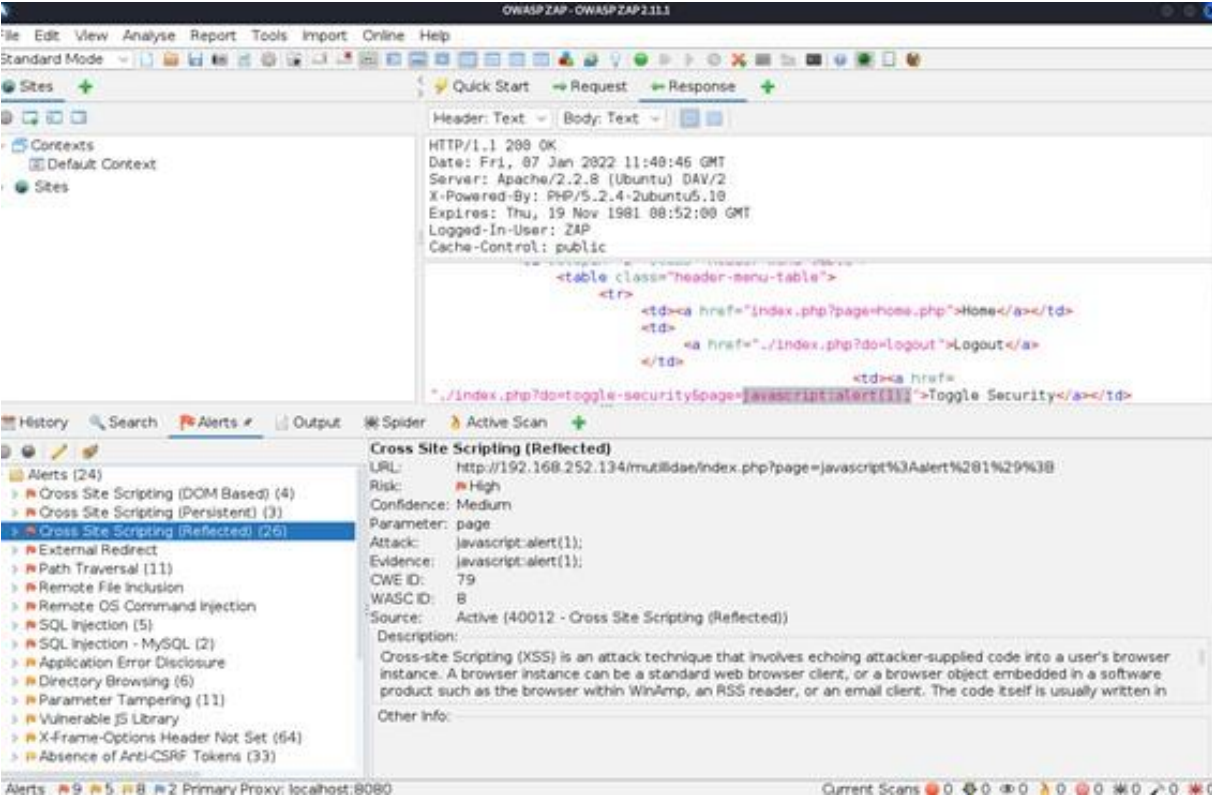 OWASP ZAP - OWASP ZAP 2.11.1
File Edit View Analyse Report Tools Import Online Help
Standard Mode
Sites
Quick Start
Request
Response
Header: Text
Body: Text
Contexts
Default Context
Sites
HTTP/1.1 200 OK
Date: Fri, 07 Jan 2022 11:40:46 GMT
Server: Apache/2.2.8 (Ubuntu) DAV/2
X-Powered-By: PHP/5.2.4-2ubuntu5.10
Expires: Thu, 19 Nov 1981 08:52:00 GMT
Logged-In-User: ZAP
Cache-Control: public
<table class="header-menu-table">
<tr>
<td><a href="index.php?page=home.php">Home</a></td>
<td>
<a href="./index.php?do=logout">Logout</a>
</td>
<td><a href=
"./index.php?do=toggle-security&page=javascript:alert(1);">Toggle Security</a></td>
History
Search
Alerts
Output
Spider
Active Scan
Alerts (24)
Cross Site Scripting (DOM Based) (4)
Cross Site Scripting (Persistent) (3)
Cross Site Scripting (Reflected) (26)
External Redirect
Path Traversal (11)
Remote File Inclusion
Remote OS Command Injection
SQL Injection (5)
SQL Injection - MySQL (2)
Application Error Disclosure
Directory Browsing (6)
Parameter Tampering (11)
Vulnerable JS Library
X-Frame-Options Header Not Set (64)
Absence of Anti-CSRF Tokens (33)
Cross Site Scripting (Reflected)
URL: http://192.168.252.134/mutillidae/index.php?page=javascript%3Aalert%281%29%3B
Risk: High
Confidence: Medium
Parameter: page
Attack: javascript:alert(1);
Evidence: javascript:alert(1);
CWE ID: 79
WASC ID: 8
Source: Active (40012 - Cross Site Scripting (Reflected))
Description:
Cross-site Scripting (XSS) is an attack technique that involves echoing attacker-supplied code into a user's browser
instance. A browser instance can be a standard web browser client, or a browser object embedded in a software
product such as the browser within WinAmp, an RSS reader, or an email client. The code itself is usually written in
Other Info:
Alerts 9 5 8 2 Primary Proxy: localhost:8080
Current Scans 0 0 0 0 0 0 0 0